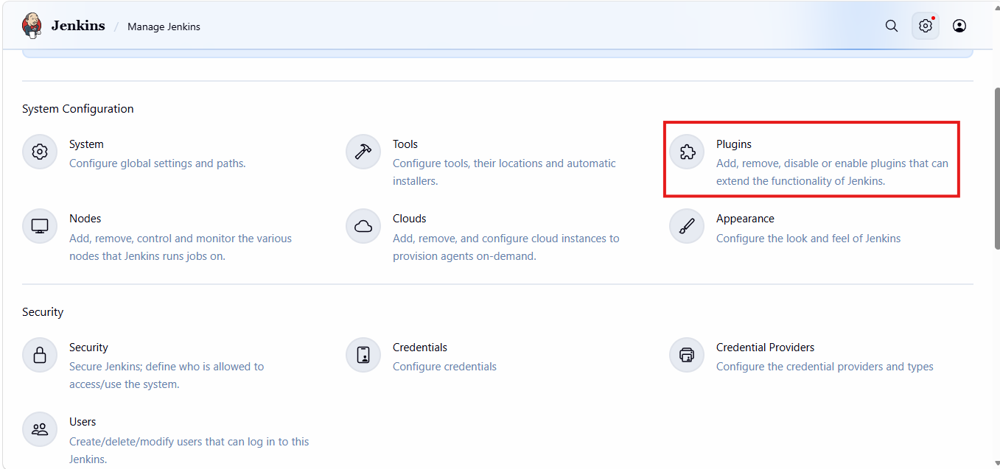 Jenkins / Manage Jenkins
System Configuration
System
Configure global settings and paths.
Tools
Configure tools, their locations and automatic
installers.
Plugins
Add, remove, disable or enable plugins that can
extend the functionality of Jenkins.
Nodes
Add, remove, control and monitor the various
nodes that Jenkins runs jobs on.
Clouds
Add, remove, and configure cloud instances to
provision agents on-demand.
Appearance
Configure the look and feel of Jenkins
Security
Security
Secure Jenkins; define who is allowed to
access/use the system.
Credentials
Configure credentials
Credential Providers
Configure the credential providers and types
Users
Create/delete/modify users that can log in to this
Jenkins.